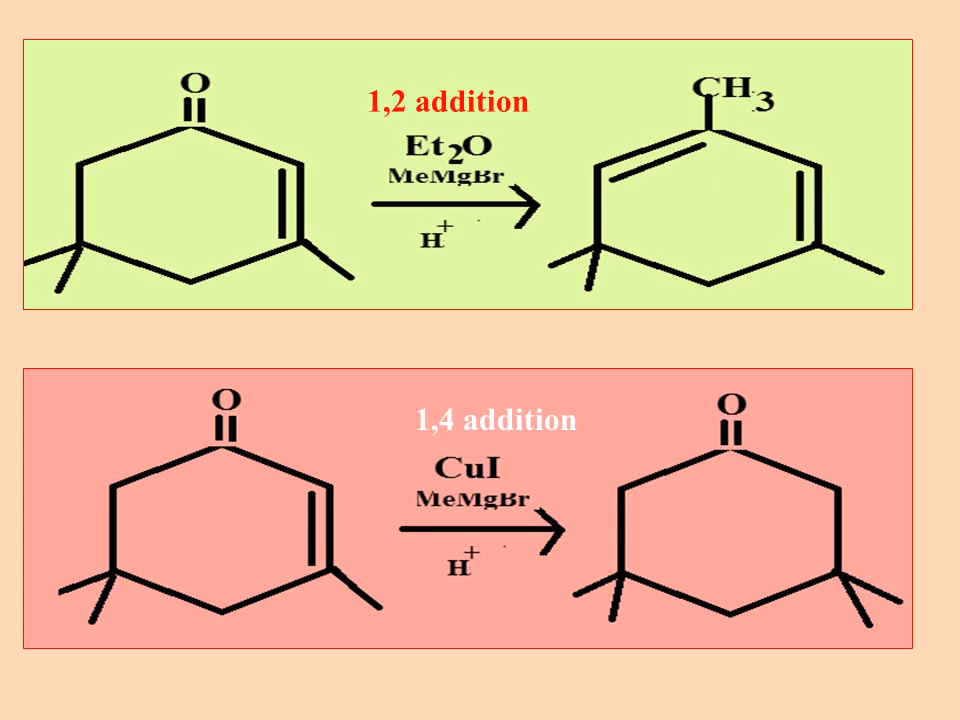 O
1,2 addition
Et2O
MeMgBr
H+
CH3
O
1,4 addition
CuI
MeMgBr
H+
O